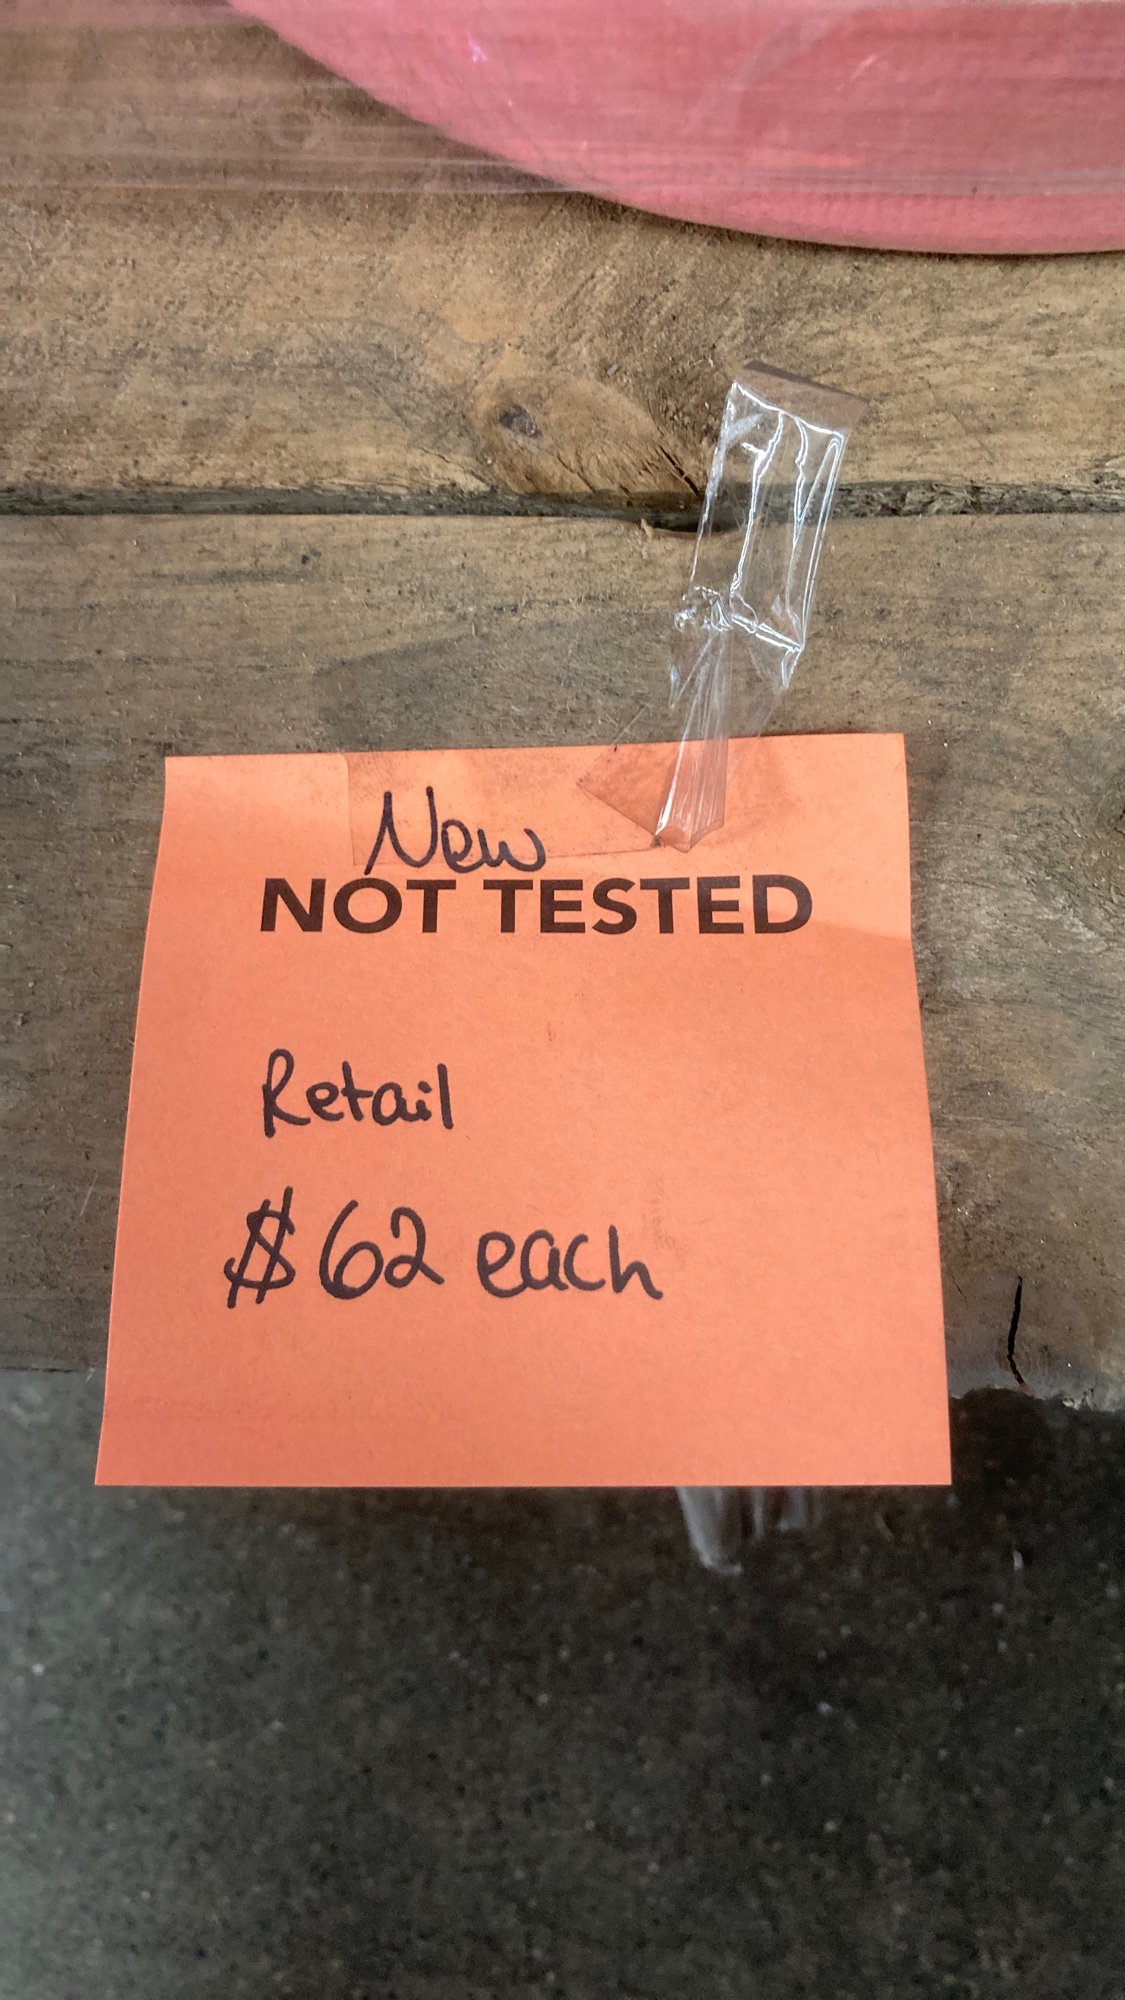 New
NOT TESTED
Retail
$62 each